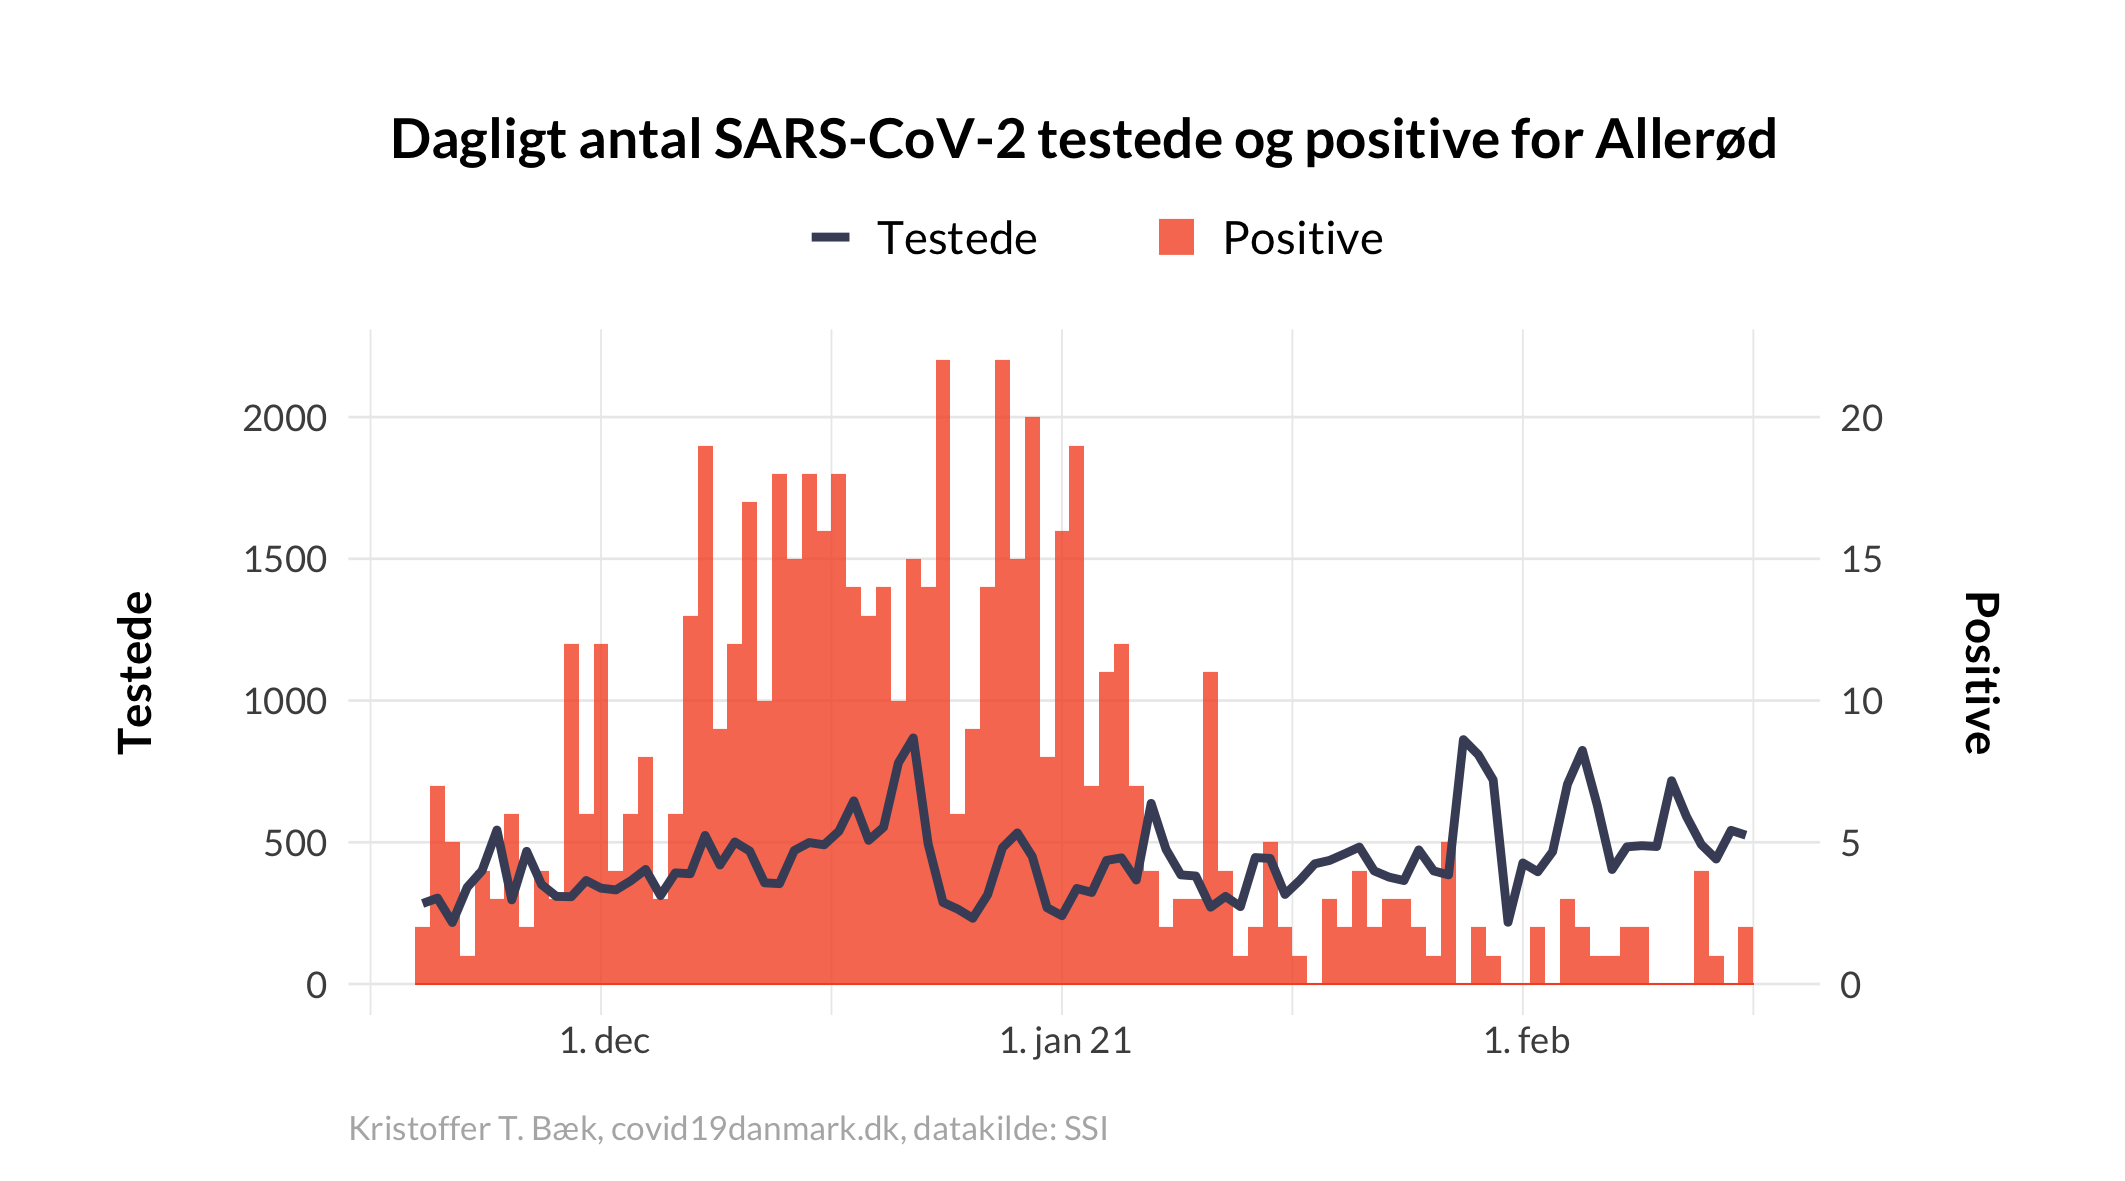 Dagligt antal SARS-CoV-2 testede og positive for Allerød
Testede Positive
2000 20
1500 15
1000 10
500 5
0 0
Testede
Positive
1. dec 1. jan 21 1. feb
Kristoffer T. Bæk, covid19danmark.dk, datakilde: SSI